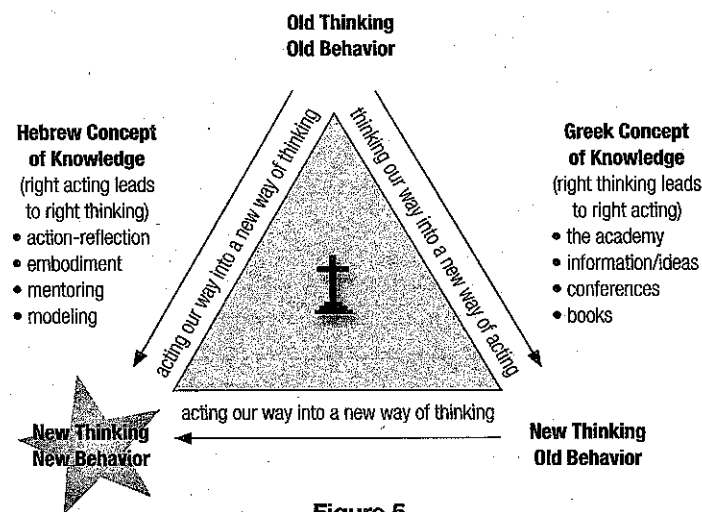 Old Thinking
Old Behavior
Hebrew Concept
of Knowledge
(right acting leads
to right thinking)
• action-reflection
• embodiment
• mentoring
• modeling
acting our way into a new way of thinking
thinking our way into a new way of acting
Greek Concept
of Knowledge
(right thinking leads
to right acting)
• the academy
• information/ideas
• conferences
• books
acting our way into a new way of thinking
New Thinking
New Behavior
New Thinking
Old Behavior
Figure 5